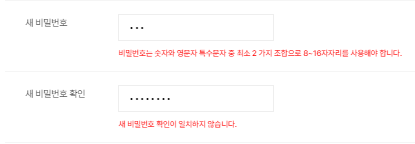 새 비밀번호
•••
비밀번호는 숫자와 영문자 특수문자 중 최소 2 가지 조합으로 8~16자자리를 사용해야 합니다.
새 비밀번호 확인
••••••••
새 비밀번호 확인이 일치하지 않습니다.